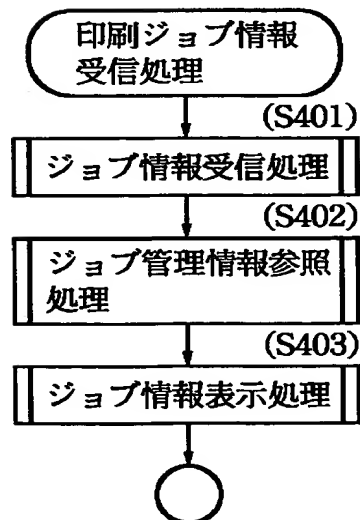 印刷ジョブ情報
受信処理
(S401)
ジョブ情報受信処理
(S402)
ジョブ管理情報参照
処理
(S403)
ジョブ情報表示処理